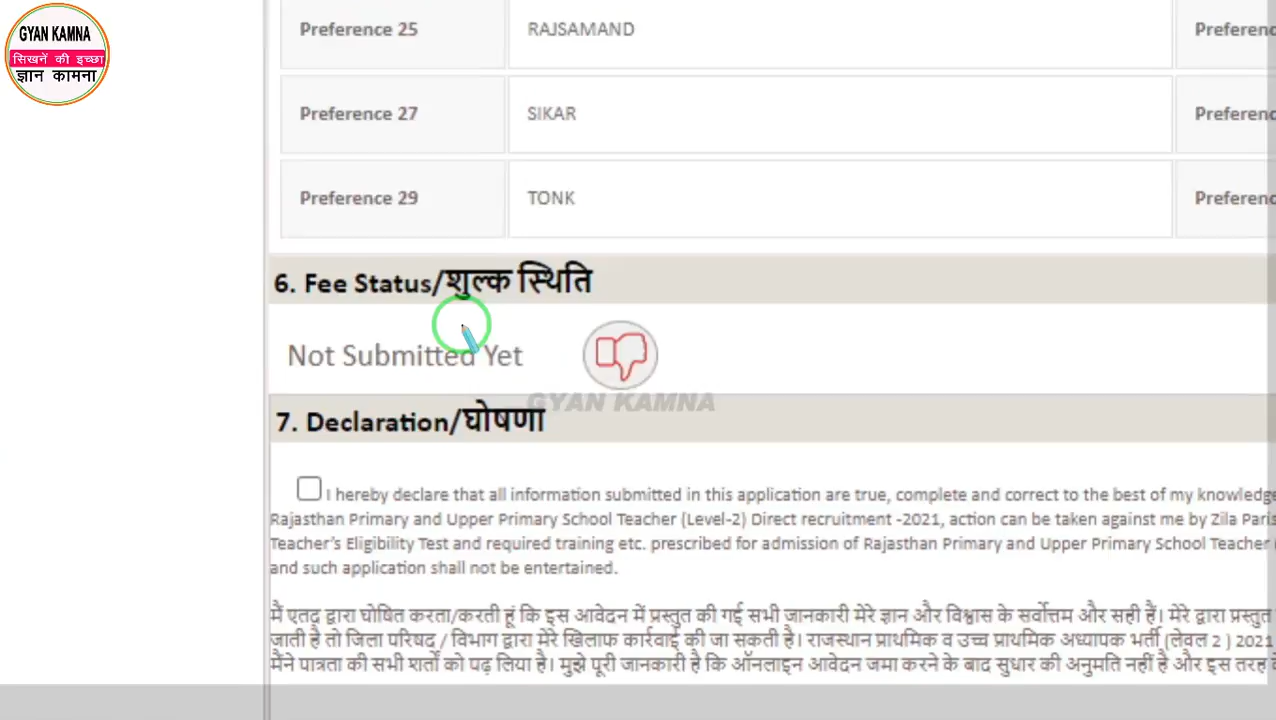 GYAN KAMNA
सिखनें की इच्छा
ज्ञान कामना
Preference 25 RAJSAMAND
Preference 27 SIKAR
Preference 29 TONK
6. Fee Status/शुल्क स्थिति
Not Submitted Yet
GYAN KAMNA
7. Declaration/घोषणा
I hereby declare that all information submitted in this application are true, complete and correct to the best of my knowledge
Rajasthan Primary and Upper Primary School Teacher (Level-2) Direct recruitment -2021, action can be taken against me by Zila
Teacher's Eligibility Test and required training etc. prescribed for admission of Rajasthan Primary and Upper Primary School Teacher
and such application shall not be entertained.
मैं एतद द्वारा घोषित करता/करती हूं कि इस आवेदन में प्रस्तुत की गई सभी जानकारी मेरे ज्ञान और विश्वास के सर्वोत्तम और सही हैं। मेरे द्वारा प्रस्तुत
जाती है तो जिला परिषद / विभाग द्वारा मेरे खिलाफ कार्रवाई की जा सकती है। राजस्थान प्राथमिक व उच्च प्राथमिक अध्यापक भर्ती (लेवल 2 ) 2021
मैंने पात्रता की सभी शर्तों को पढ़ लिया है। मुझे पूरी जानकारी है कि ऑनलाइन आवेदन जमा करने के बाद सुधार की अनुमति नहीं है और इस तरह